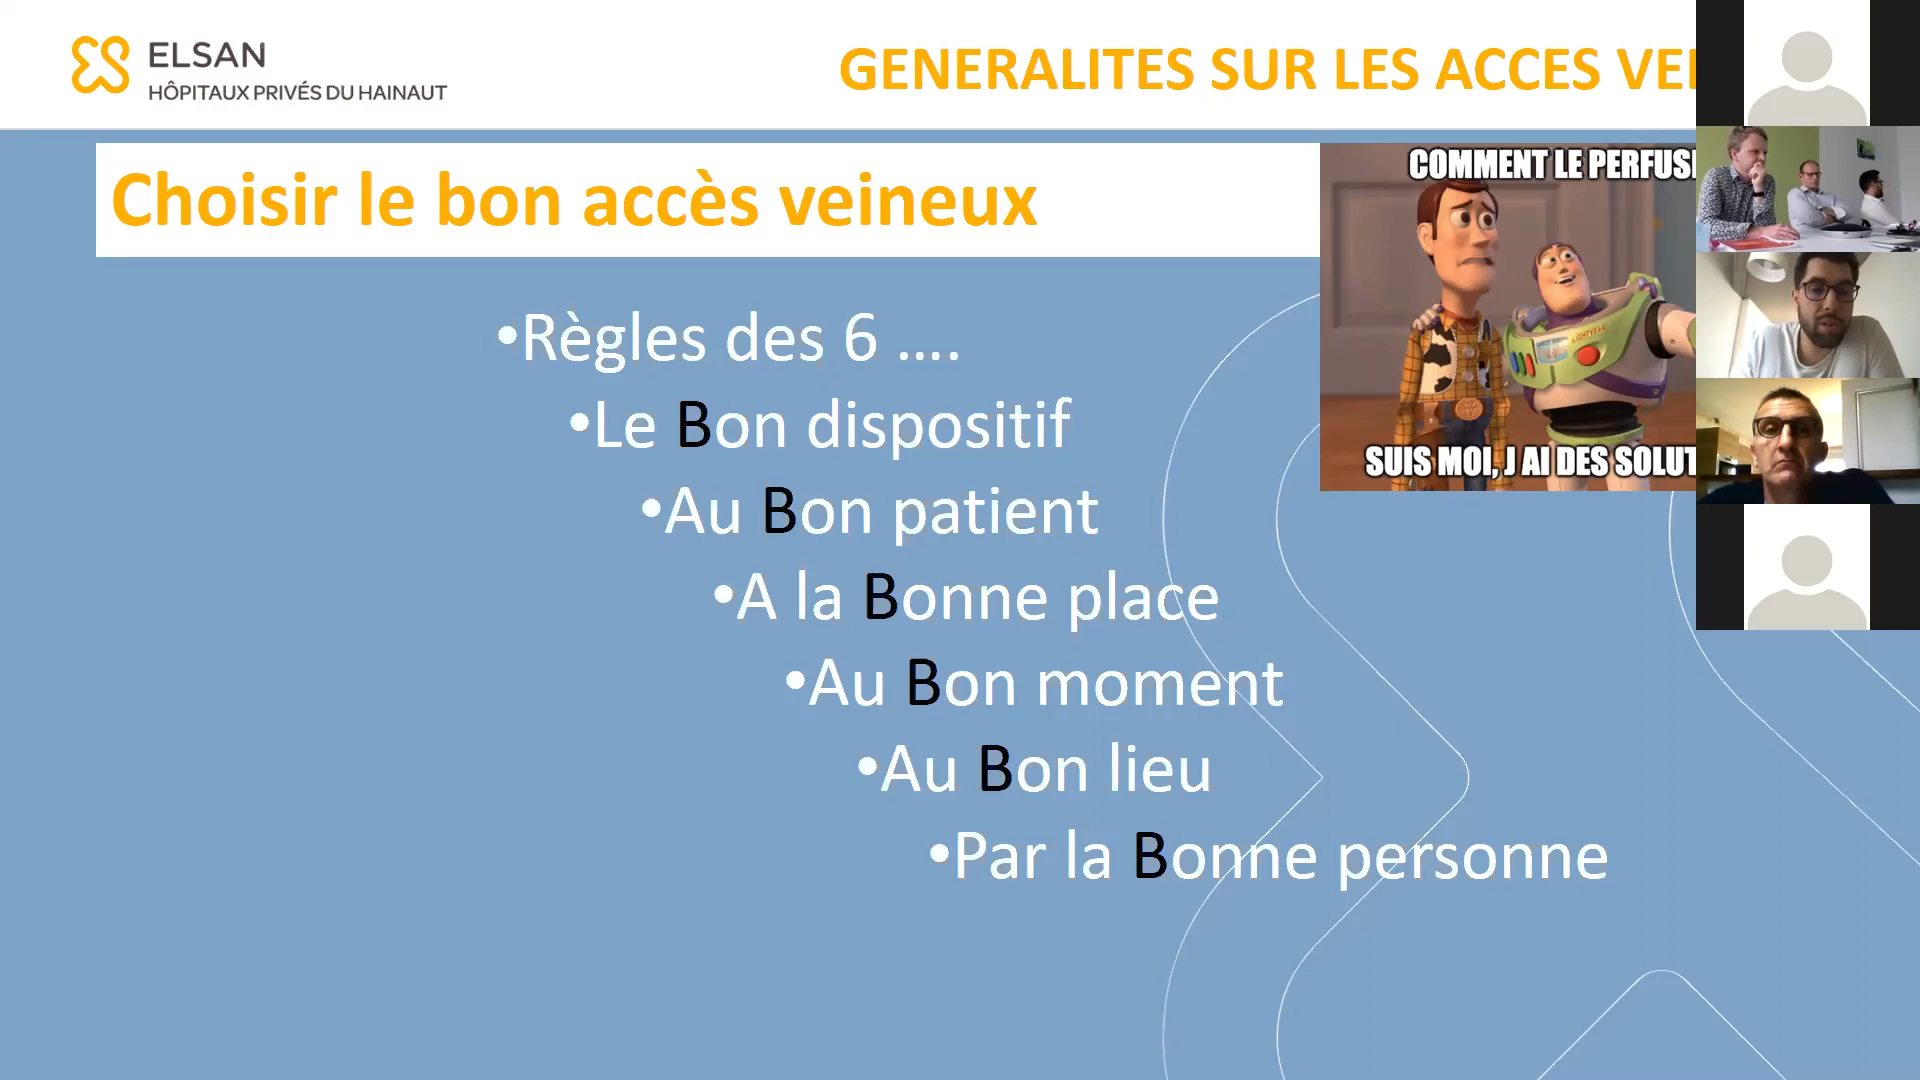 ELSAN
HÔPITAUX PRIVÉS DU HAINAUT
GENERALITES SUR LES ACCES
Choisir le bon accès veineux
COMMENT LE
SUIS MOI, J AI DES
LIGHTYEAR
•Règles des 6 ....
•Le Bon dispositif
•Au Bon patient
•A la Bonne place
•Au Bon moment
•Au Bon lieu
•Par la Bonne personne